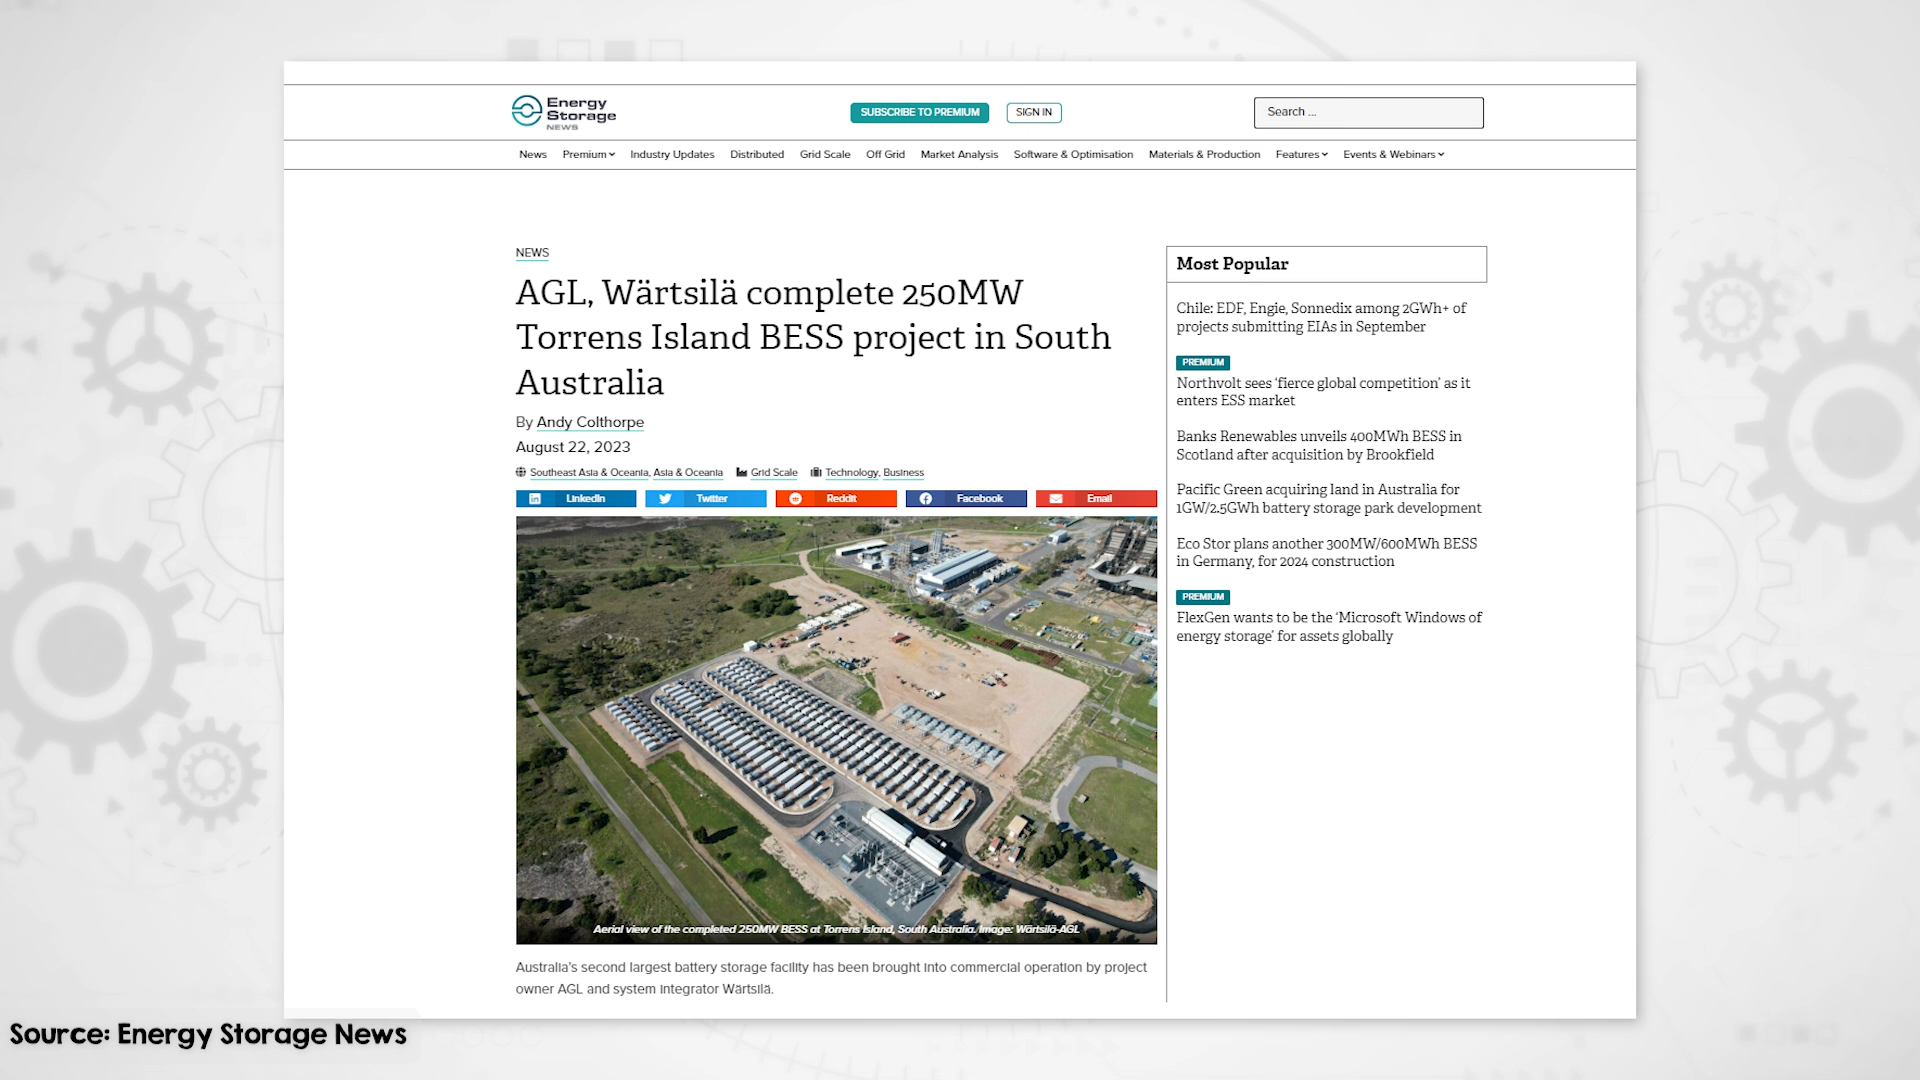 Energy
Storage
NEWS
SUBSCRIBE TO PREMIUM
SIGN IN
Search ...
News Premium Industry Updates Distributed Grid Scale Off Grid Market Analysis Software & Optimisation Materials & Production Features Events & Webinars
NEWS
AGL, Wärtsilä complete 250MW
Torrens Island BESS project in South
Australia
By Andy Colthorpe
August 22, 2023
Southeast Asia & Oceania, Asia & Oceania Grid Scale Technology, Business
LinkedIn Twitter Reddit Facebook Email
Aerial view of the completed 250MW BESS at Torrens Island, South Australia. Image: Wärtsilä-AGL
Australia's second largest battery storage facility has been brought into commercial operation by project
owner AGL and system integrator Wärtsilä.
Most Popular
Chile: EDF, Engie, Sonnedix among 2GWh+ of
projects submitting EIAs in September
PREMIUM
Northvolt sees ‘fierce global competition’ as it
enters ESS market
Banks Renewables unveils 400MWh BESS in
Scotland after acquisition by Brookfield
Pacific Green acquiring land in Australia for
1GW/2.5GWh battery storage park development
Eco Stor plans another 300MW/600MWh BESS
in Germany, for 2024 construction
PREMIUM
FlexGen wants to be the ‘Microsoft Windows of
energy storage’ for assets globally
Source: Energy Storage News